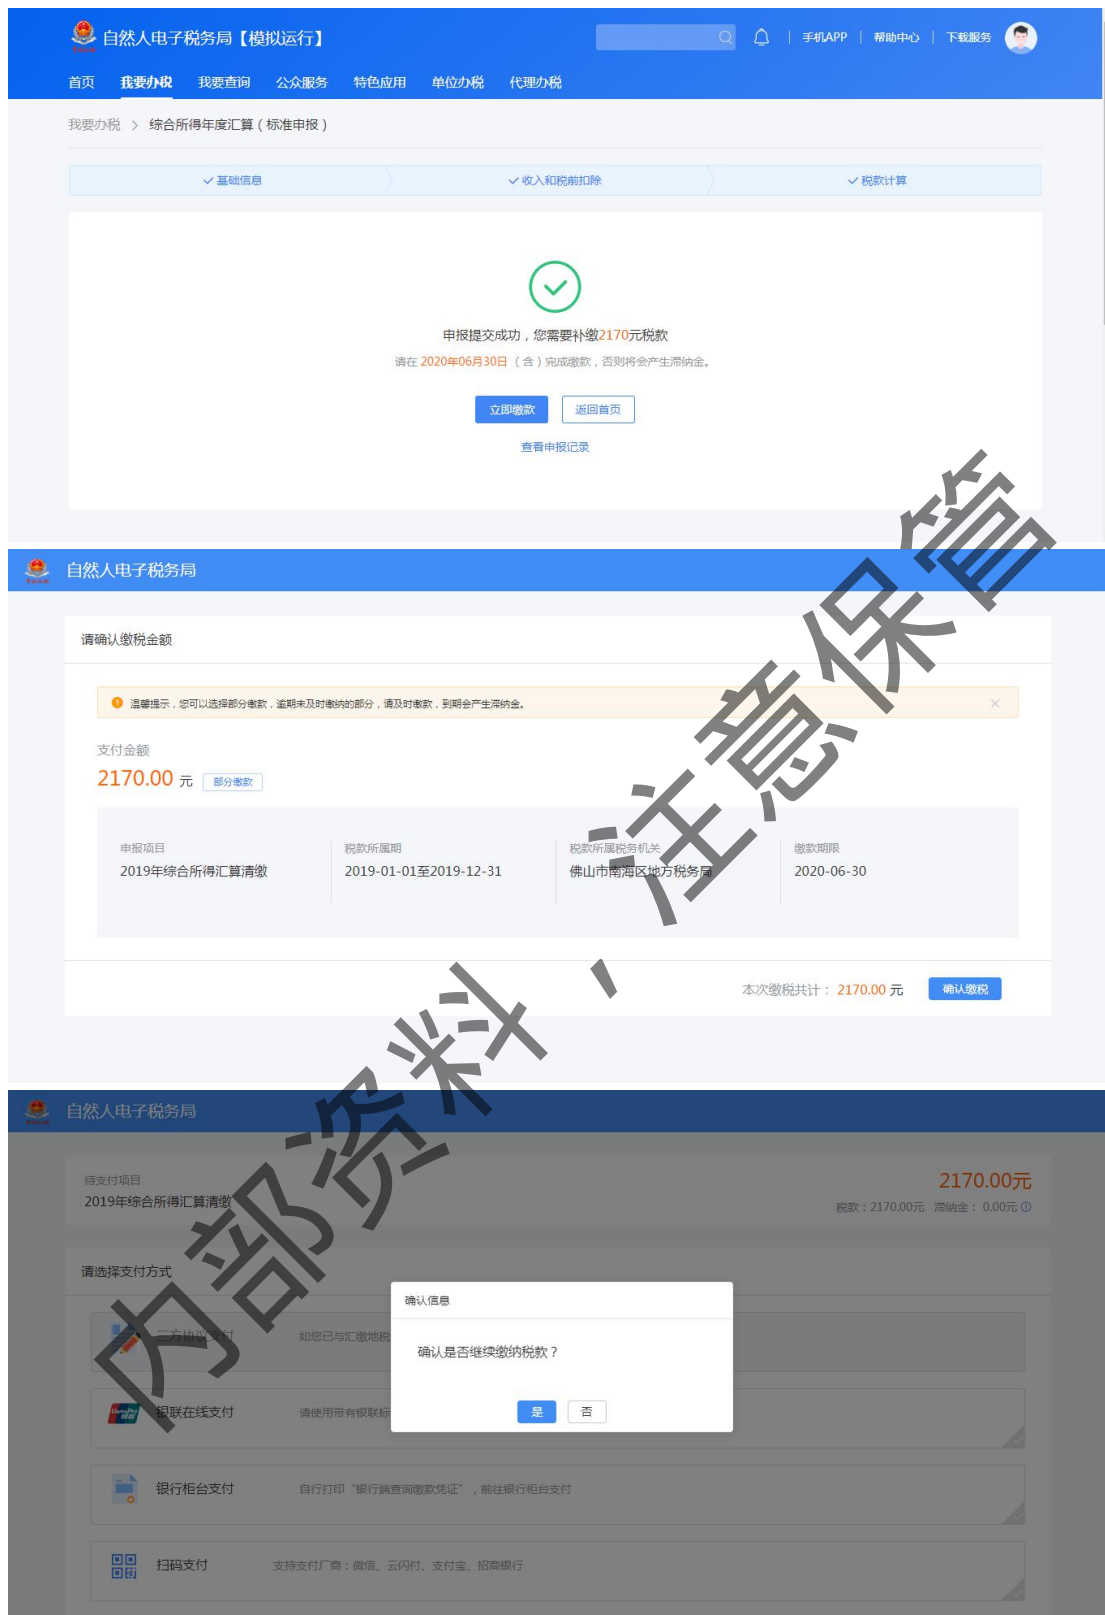 自然人电子税务局【模拟运行】
手机APP | 帮助中心 | 下载服务
首页 我要办税 我要查询 公众服务 特色应用 单位办税 代理办税
我要办税 > 综合所得年度汇算（标准申报）
基础信息 收入和税前扣除 税款计算
申报提交成功，您需要补缴2170元税款
请在 2020年06月30日（含）完成缴款，否则将会产生滞纳金。
立即缴款 返回首页
查看申报记录
自然人电子税务局
请确认缴税金额
温馨提示，您可以选择部分缴款，逾期未及时缴纳的部分，请及时缴款，到期会产生滞纳金。
支付金额
2170.00 元 部分缴款
申报项目 税款所属期 税款所属税务机关 缴款期限
2019年综合所得汇算清缴 2019-01-01至2019-12-31 佛山市南海区地方税务局 2020-06-30
本次缴税共计： 2170.00 元 确认缴税
自然人电子税务局
待支付项目 2170.00元
2019年综合所得汇算清缴 税款：2170.00元 滞纳金： 0.00元
请选择支付方式
确认信息
三方协议支付 如您已与汇缴地税
确认是否继续缴纳税款？
是 否
银联在线支付 请使用带有银联标
银行柜台支付 自行打印“银行端查询缴款凭证”，前往银行柜台支付
扫码支付 支持支付厂商：微信、云闪付、支付宝、招商银行
内部资料，注意保管